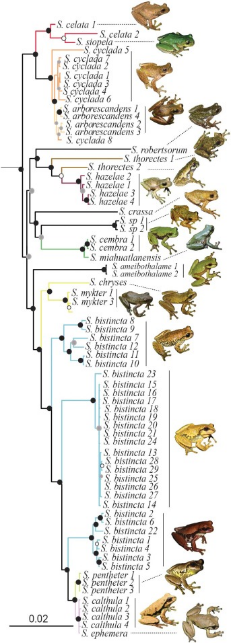 S. celata 1
S. celata 2
S. siopela
S. cyclada 5
S. cyclada 7
S. cyclada 2
S. cyclada 1
S. cyclada 3
S. cyclada 4
S. cyclada 6
S. arborescandens 1
S. arborescandens 4
S. arborescandens 2
S. arborescandens 3
S. cyclada 8
S. robertsorum
S. thorectes 1
S. thorectes 2
S. hazelae 2
S. hazelae 1
S. hazelae 3
S. hazelae 4
S. crassa
S. sp 1
S. sp 2
S. cembra 1
S. cembra 2
S. miahuatlanensis
S. ameibothalame 1
S. ameibothalame 2
S. chryses
S. mykter 1
S. mykter 3
S. bistincta 8
S. bistincta 9
S. bistincta 7
S. bistincta 12
S. bistincta 11
S. bistincta 10
S. bistincta 23
S. bistincta 15
S. bistincta 16
S. bistincta 17
S. bistincta 18
S. bistincta 19
S. bistincta 20
S. bistincta 21
S. bistincta 24
S. bistincta 13
S. bistincta 28
S. bistincta 29
S. bistincta 25
S. bistincta 26
S. bistincta 27
S. bistincta 14
S. bistincta 2
S. bistincta 6
S. bistincta 22
S. bistincta 1
S. bistincta 4
S. bistincta 3
S. bistincta 5
S. pentheter 1
S. pentheter 2
S. pentheter 3
S. calthula 1
S. calthula 2
S. calthula 3
S. calthula 4
S. ephemera
0.02